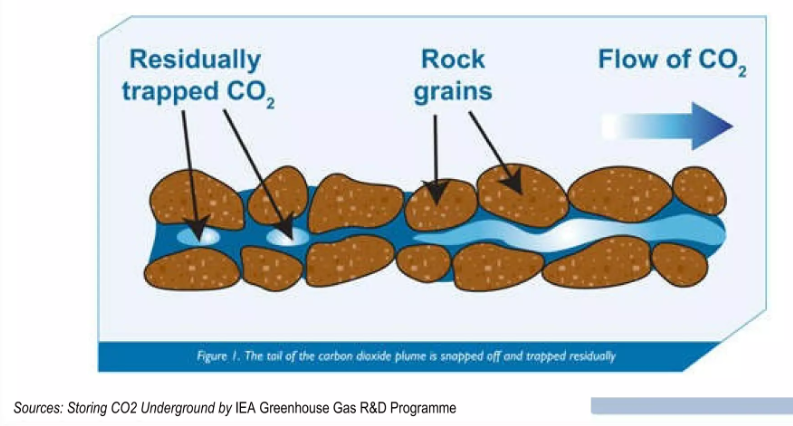 Residually
trapped CO₂
Rock
grains
Flow of CO₂
Figure 1. The tail of the carbon dioxide plume is snapped off and trapped residually
Sources: Storing CO2 Underground by IEA Greenhouse Gas R&D Programme